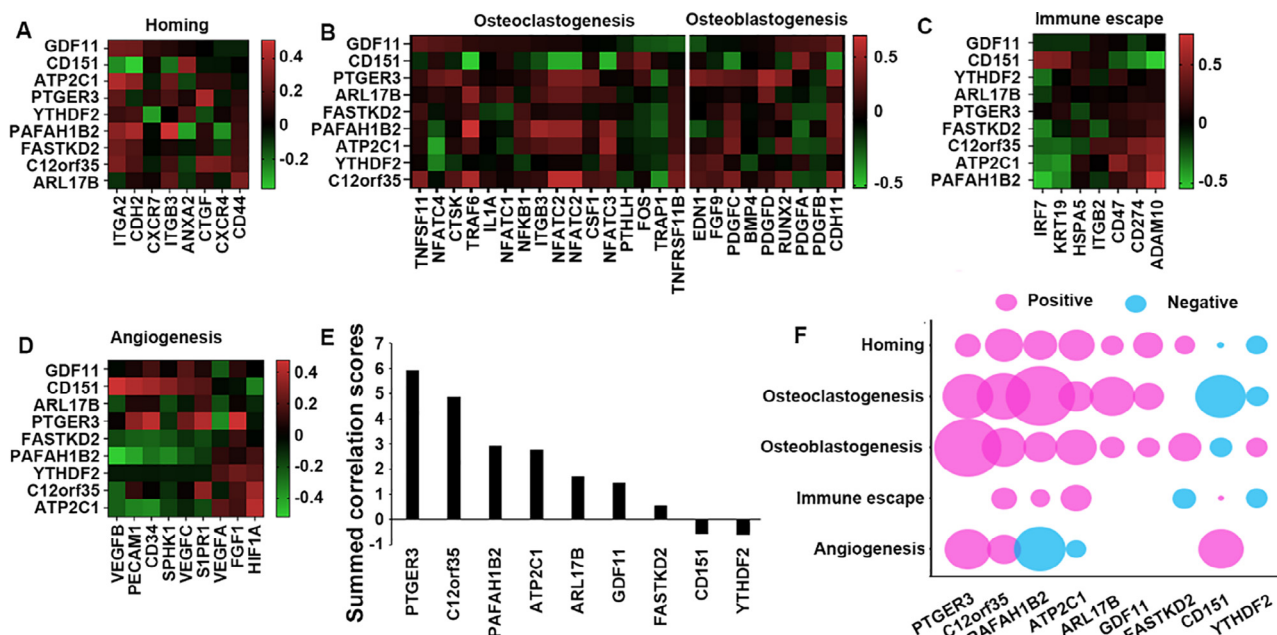 A
Homing
GDF11
CD151
ATP2C1
PTGER3
YTHDF2
PAFAH1B2
FASTKD2
C12orf35
ARL17B
0.4
0.2
0
-0.2
ITGA2
CDH2
CXCR7
ITGB3
ANXA2
CTGF
CXCR4
CD44
B
Osteoclastogenesis
Osteoblastogenesis
GDF11
CD151
PTGER3
ARL17B
FASTKD2
PAFAH1B2
ATP2C1
YTHDF2
C12orf35
0.5
0
-0.5
TNFSF11
NFATC4
CTSK
TRAF6
IL1A
NFATC1
NFKB1
ITGB3
NFATC2
NFATC2
CSF1
NFATC3
PTHLH
FOS
TRAP1
TNFRSF11B
EDN1
FGF9
PDGFC
BMP4
PDGFD
RUNX2
PDGFA
PDGFB
CDH11
C
Immune escape
GDF11
CD151
YTHDF2
ARL17B
PTGER3
FASTKD2
C12orf35
ATP2C1
PAFAH1B2
0.5
0
-0.5
IRF7
KRT19
HSPA5
ITGB2
CD47
CD274
ADAM10
D
Angiogenesis
GDF11
CD151
ARL17B
PTGER3
FASTKD2
PAFAH1B2
YTHDF2
C12orf35
ATP2C1
0.4
0.2
0
-0.2
-0.4
VEGFB
PECAM1
CD34
SPHK1
VEGFC
S1PR1
VEGFA
FGF1
HIF1A
E
Summed correlation scores
7
6
5
4
3
2
1
0
-1
PTGER3
C12orf35
PAFAH1B2
ATP2C1
ARL17B
GDF11
FASTKD2
CD151
YTHDF2
F
Positive
Negative
Homing
Osteoclastogenesis
Osteoblastogenesis
Immune escape
Angiogenesis
PTGER3
C12orf35
PAFAH1B2
ATP2C1
ARL17B
GDF11
FASTKD2
CD151
YTHDF2